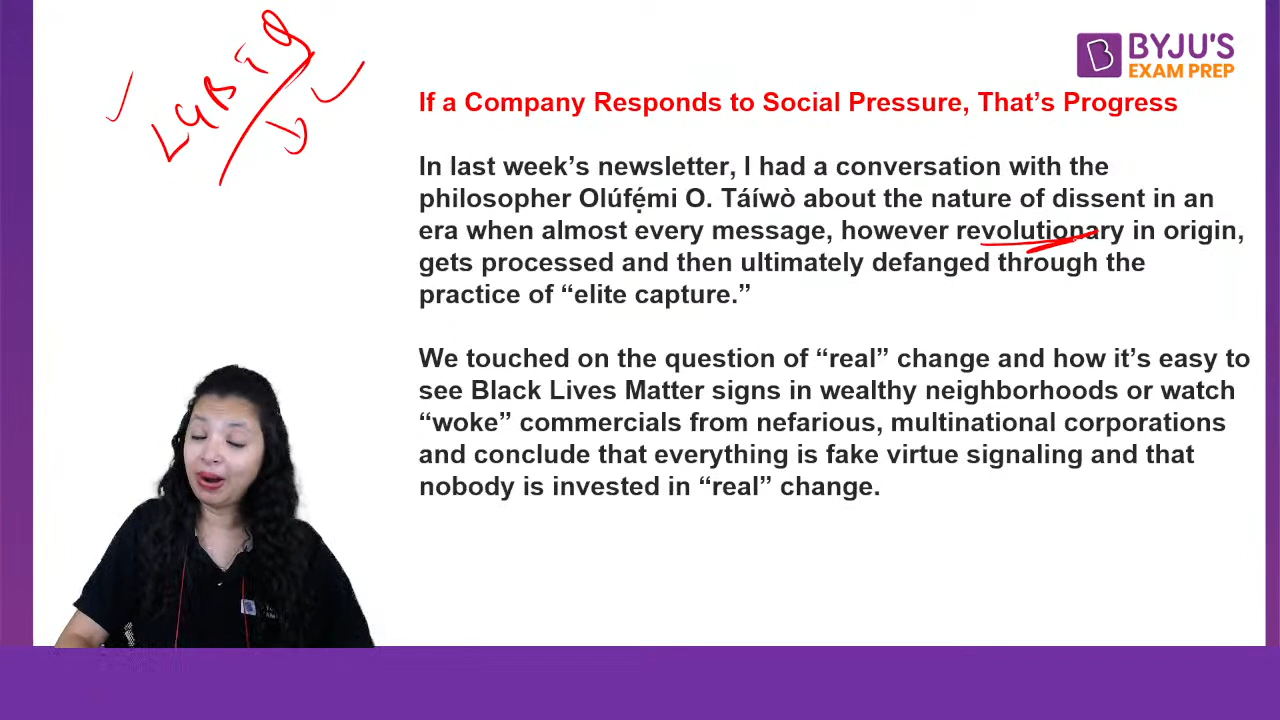 BYJU'S
EXAM PREP
If a Company Responds to Social Pressure, That’s Progress
In last week’s newsletter, I had a conversation with the
philosopher Olúfẹ́mi O. Táíwò about the nature of dissent in an
era when almost every message, however revolutionary in origin,
gets processed and then ultimately defanged through the
practice of “elite capture.”
We touched on the question of “real” change and how it’s easy to
see Black Lives Matter signs in wealthy neighborhoods or watch
“woke” commercials from nefarious, multinational corporations
and conclude that everything is fake virtue signaling and that
nobody is invested in “real” change.